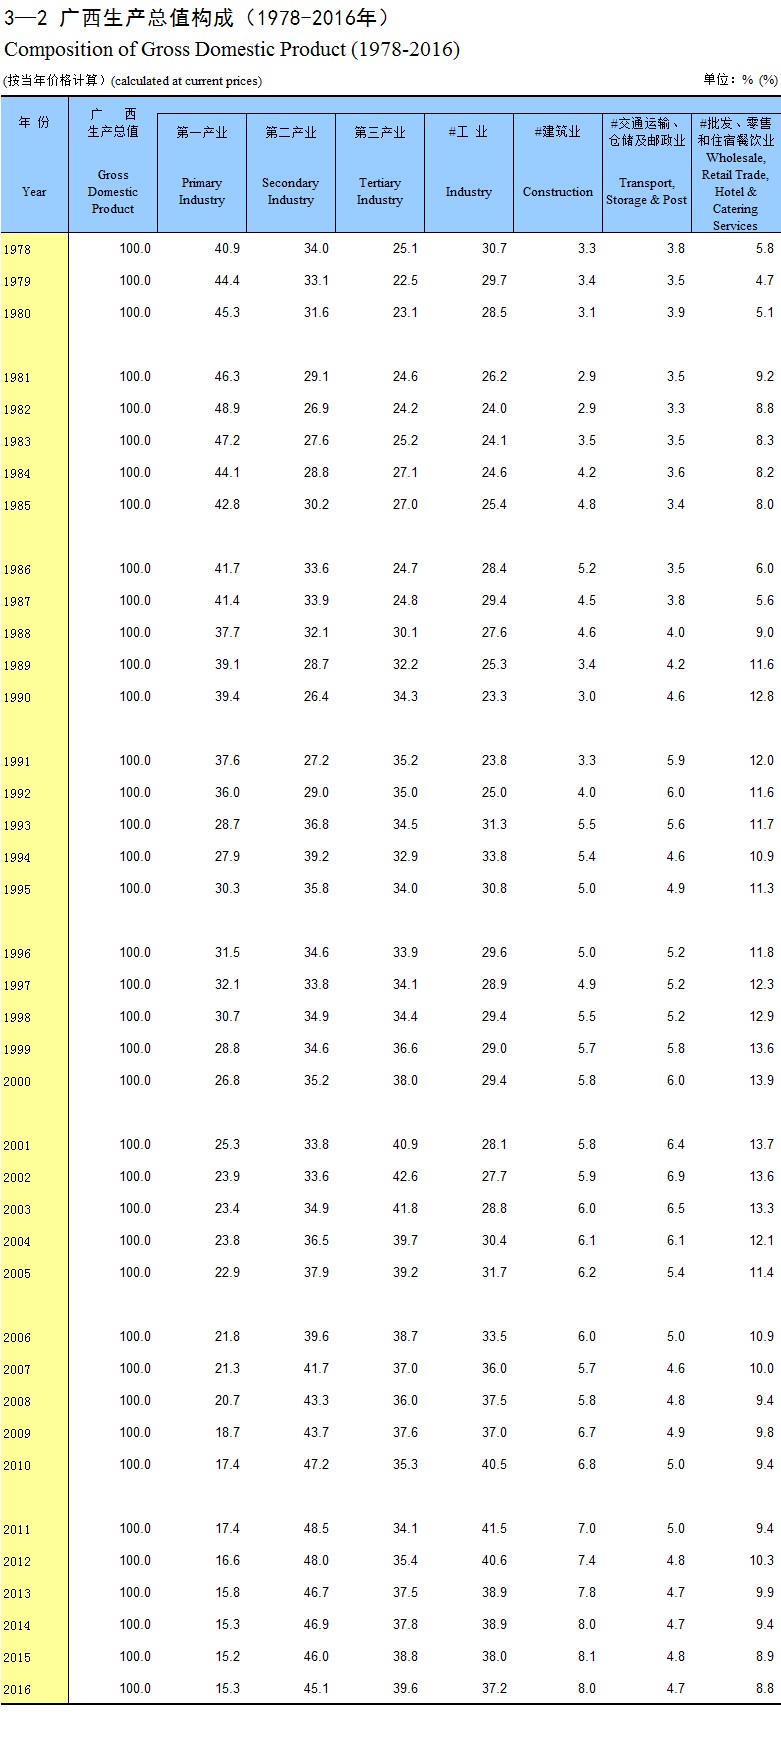 3—2 广西生产总值构成（1978-2016年）
Composition of Gross Domestic Product (1978-2016)
(按当年价格计算）(calculated at current prices) 单位：% (%)
年 份 广 西 生产总值 第一产业 第二产业 第三产业 #工 业 #建筑业 #交通运输、仓储及邮政业 #批发、零售和住宿餐饮业
Year Gross Domestic Product Primary Industry Secondary Industry Tertiary Industry Industry Construction Transport, Storage & Post Wholesale, Retail Trade, Hotel & Catering Services
1978 100.0 40.9 34.0 25.1 30.7 3.3 3.8 5.8
1979 100.0 44.4 33.1 22.5 29.7 3.4 3.5 4.7
1980 100.0 45.3 31.6 23.1 28.5 3.1 3.9 5.1
1981 100.0 46.3 29.1 24.6 26.2 2.9 3.5 9.2
1982 100.0 48.9 26.9 24.2 24.0 2.9 3.3 8.8
1983 100.0 47.2 27.6 25.2 24.1 3.5 3.5 8.3
1984 100.0 44.1 28.8 27.1 24.6 4.2 3.6 8.2
1985 100.0 42.8 30.2 27.0 25.4 4.8 3.4 8.0
1986 100.0 41.7 33.6 24.7 28.4 5.2 3.5 6.0
1987 100.0 41.4 33.9 24.8 29.4 4.5 3.8 5.6
1988 100.0 37.7 32.1 30.1 27.6 4.6 4.0 9.0
1989 100.0 39.1 28.7 32.2 25.3 3.4 4.2 11.6
1990 100.0 39.4 26.4 34.3 23.3 3.0 4.6 12.8
1991 100.0 37.6 27.2 35.2 23.8 3.3 5.9 12.0
1992 100.0 36.0 29.0 35.0 25.0 4.0 6.0 11.6
1993 100.0 28.7 36.8 34.5 31.3 5.5 5.6 11.7
1994 100.0 27.9 39.2 32.9 33.8 5.4 4.6 10.9
1995 100.0 30.3 35.8 34.0 30.8 5.0 4.9 11.3
1996 100.0 31.5 34.6 33.9 29.6 5.0 5.2 11.8
1997 100.0 32.1 33.8 34.1 28.9 4.9 5.2 12.3
1998 100.0 30.7 34.9 34.4 29.4 5.5 5.2 12.9
1999 100.0 28.8 34.6 36.6 29.0 5.7 5.8 13.6
2000 100.0 26.8 35.2 38.0 29.4 5.8 6.0 13.9
2001 100.0 25.3 33.8 40.9 28.1 5.8 6.4 13.7
2002 100.0 23.9 33.6 42.6 27.7 5.9 6.9 13.6
2003 100.0 23.4 34.9 41.8 28.8 6.0 6.5 13.3
2004 100.0 23.8 36.5 39.7 30.4 6.1 6.1 12.1
2005 100.0 22.9 37.9 39.2 31.7 6.2 5.4 11.4
2006 100.0 21.8 39.6 38.7 33.5 6.0 5.0 10.9
2007 100.0 21.3 41.7 37.0 36.0 5.7 4.6 10.0
2008 100.0 20.7 43.3 36.0 37.5 5.8 4.8 9.4
2009 100.0 18.7 43.7 37.6 37.0 6.7 4.9 9.8
2010 100.0 17.4 47.2 35.3 40.5 6.8 5.0 9.4
2011 100.0 17.4 48.5 34.1 41.5 7.0 5.0 9.4
2012 100.0 16.6 48.0 35.4 40.6 7.4 4.8 10.3
2013 100.0 15.8 46.7 37.5 38.9 7.8 4.7 9.9
2014 100.0 15.3 46.9 37.8 38.9 8.0 4.7 9.4
2015 100.0 15.2 46.0 38.8 38.0 8.1 4.8 8.9
2016 100.0 15.3 45.1 39.6 37.2 8.0 4.7 8.8